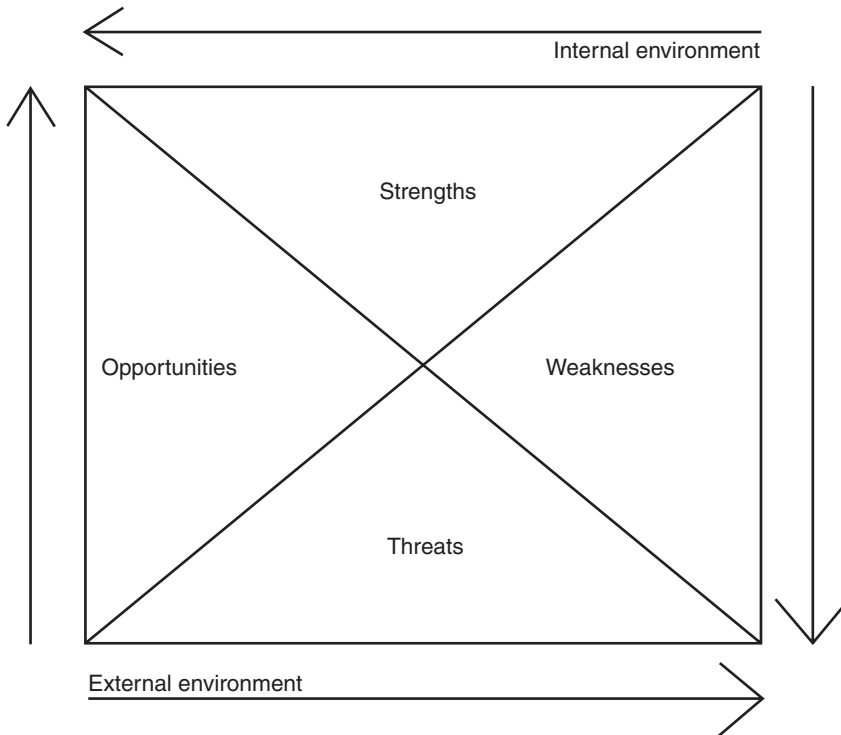 Internal environment
Strengths
Opportunities
Weaknesses
Threats
External environment